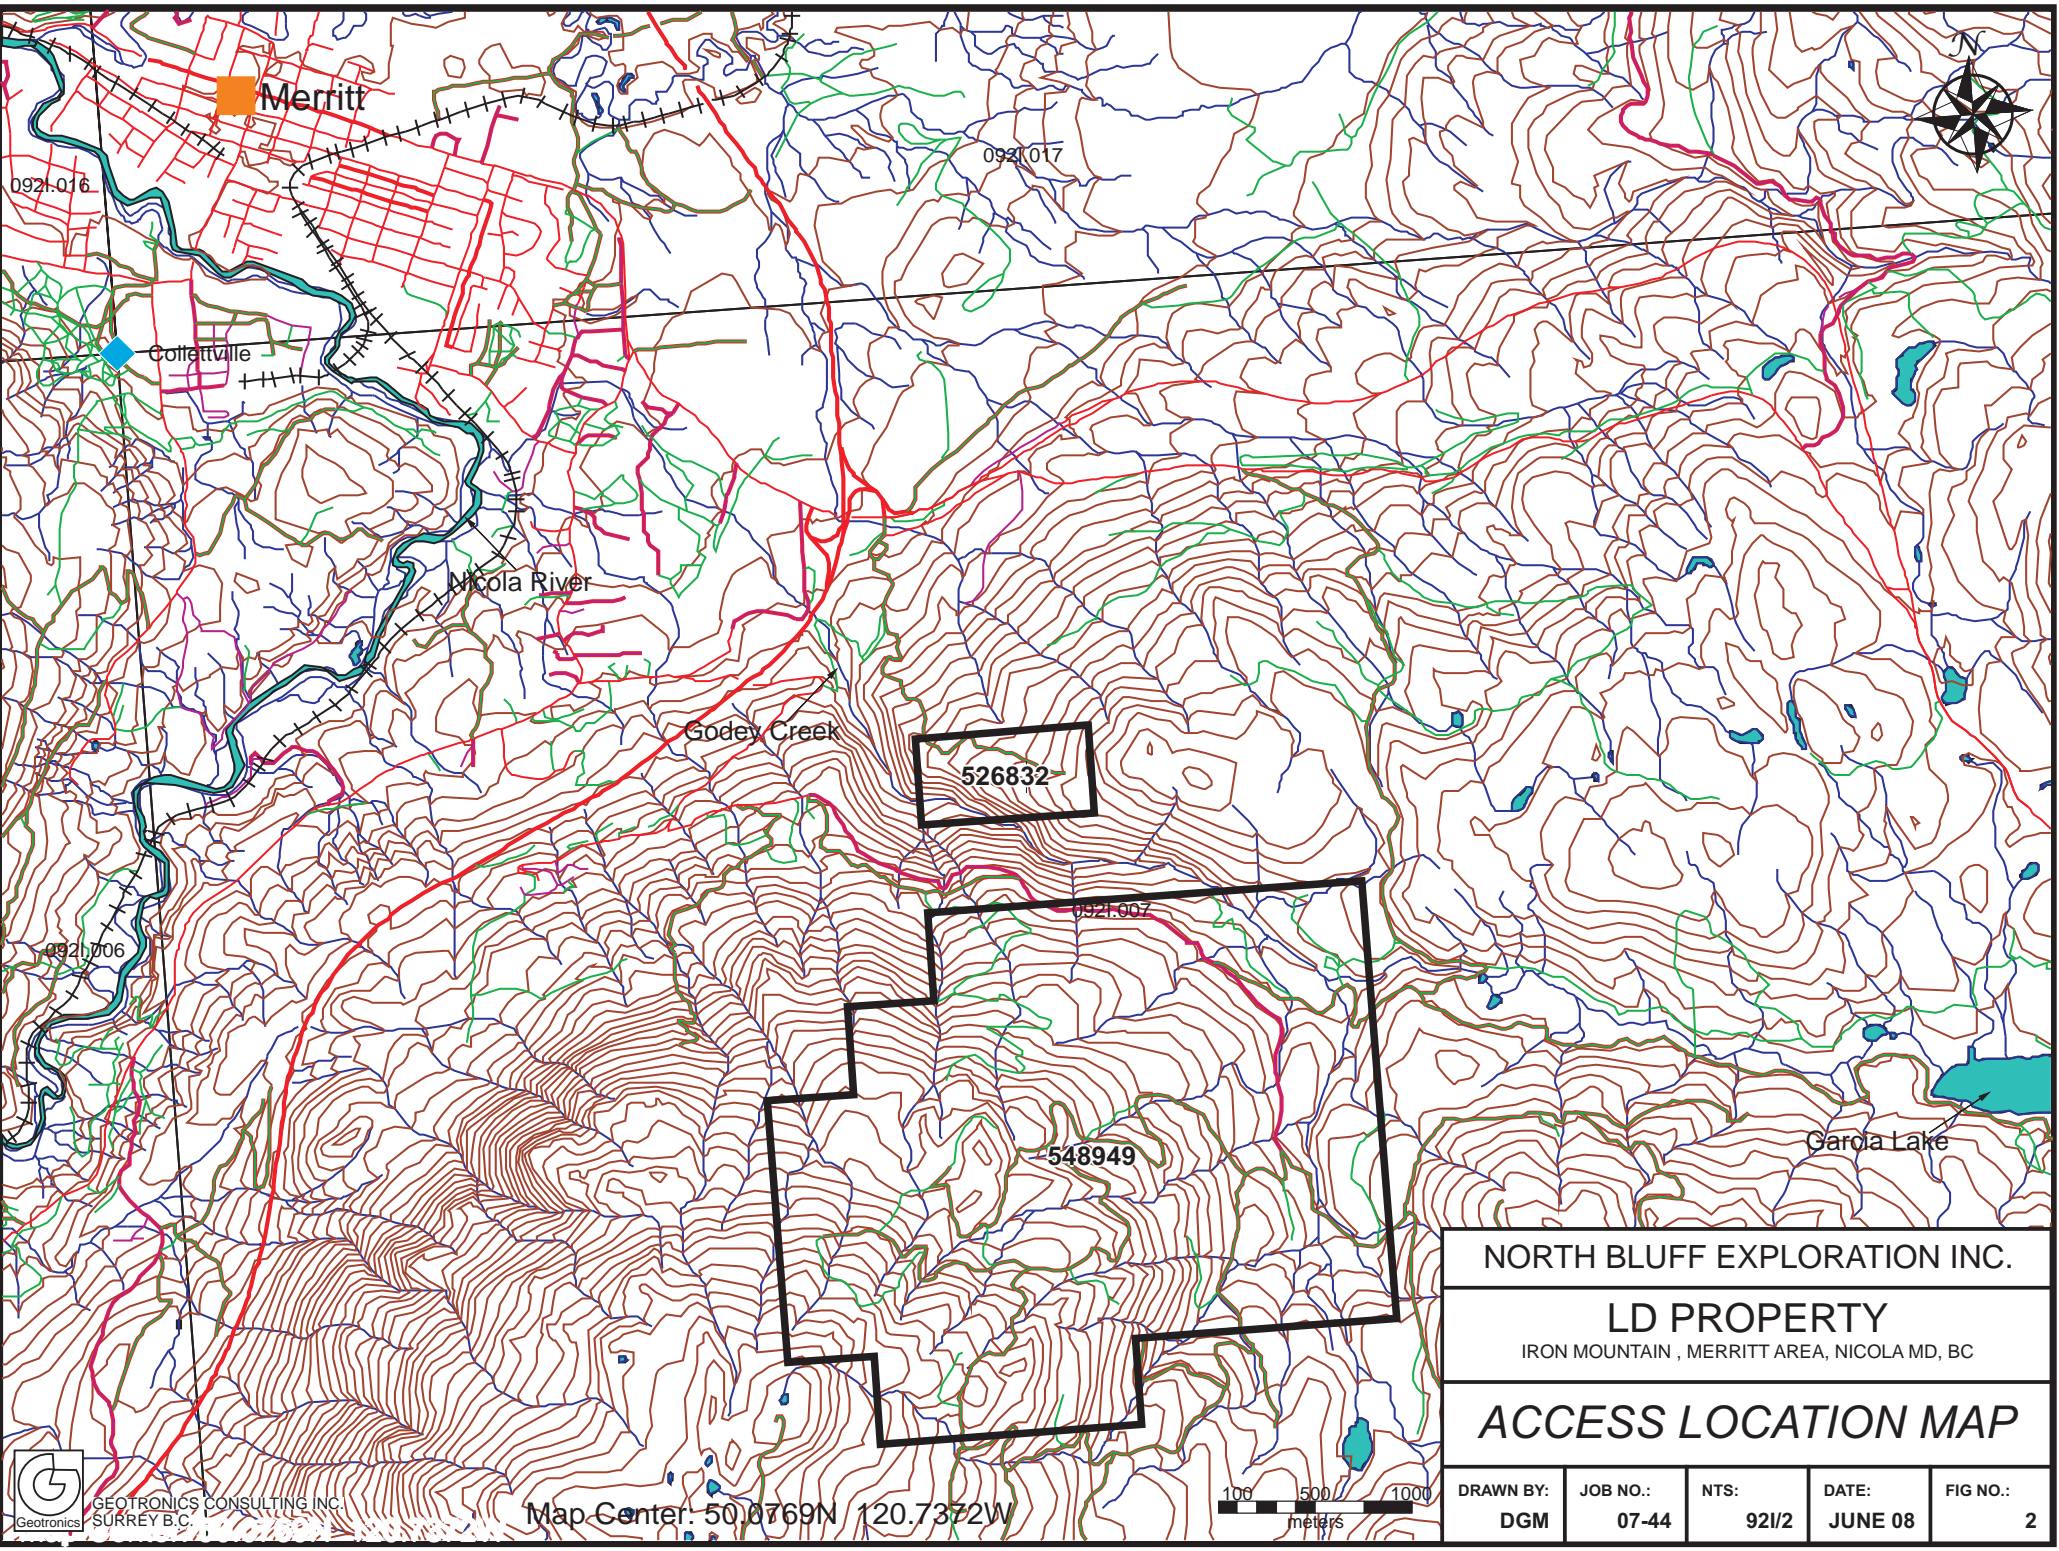 N
Merritt
092I.017
092I.016
Collettville
Nicola River
Godey Creek
526832
092I.007
092I.006
548949
Garcia Lake
NORTH BLUFF EXPLORATION INC.
LD PROPERTY
IRON MOUNTAIN , MERRITT AREA, NICOLA MD, BC
ACCESS LOCATION MAP
DRAWN BY: JOB NO.: NTS: DATE: FIG NO.:
DGM 07-44 92I/2 JUNE 08 2
100 500 1000
meters
Map Center: 50.0769N 120.7372W
GEOTRONICS CONSULTING INC.
SURREY B.C.
Geotronics